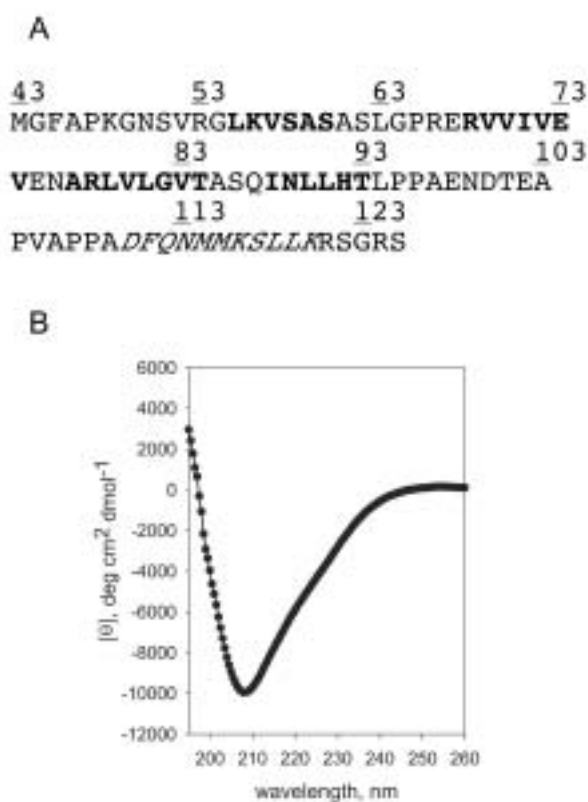 A
43 53 63 73
MGFAPKGNSVRGLKVSASASLGPRERVVIVE
83 93 103
VENARLVLGVTASQINLLHTLPPAENDTEA
113 123
PVAPPADFQNMMKSLLKRSGRS
B
[Θ], deg cm² dmol⁻¹
6000
4000
2000
0
-2000
-4000
-6000
-8000
-10000
-12000
200 210 220 230 240 250 260
wavelength, nm